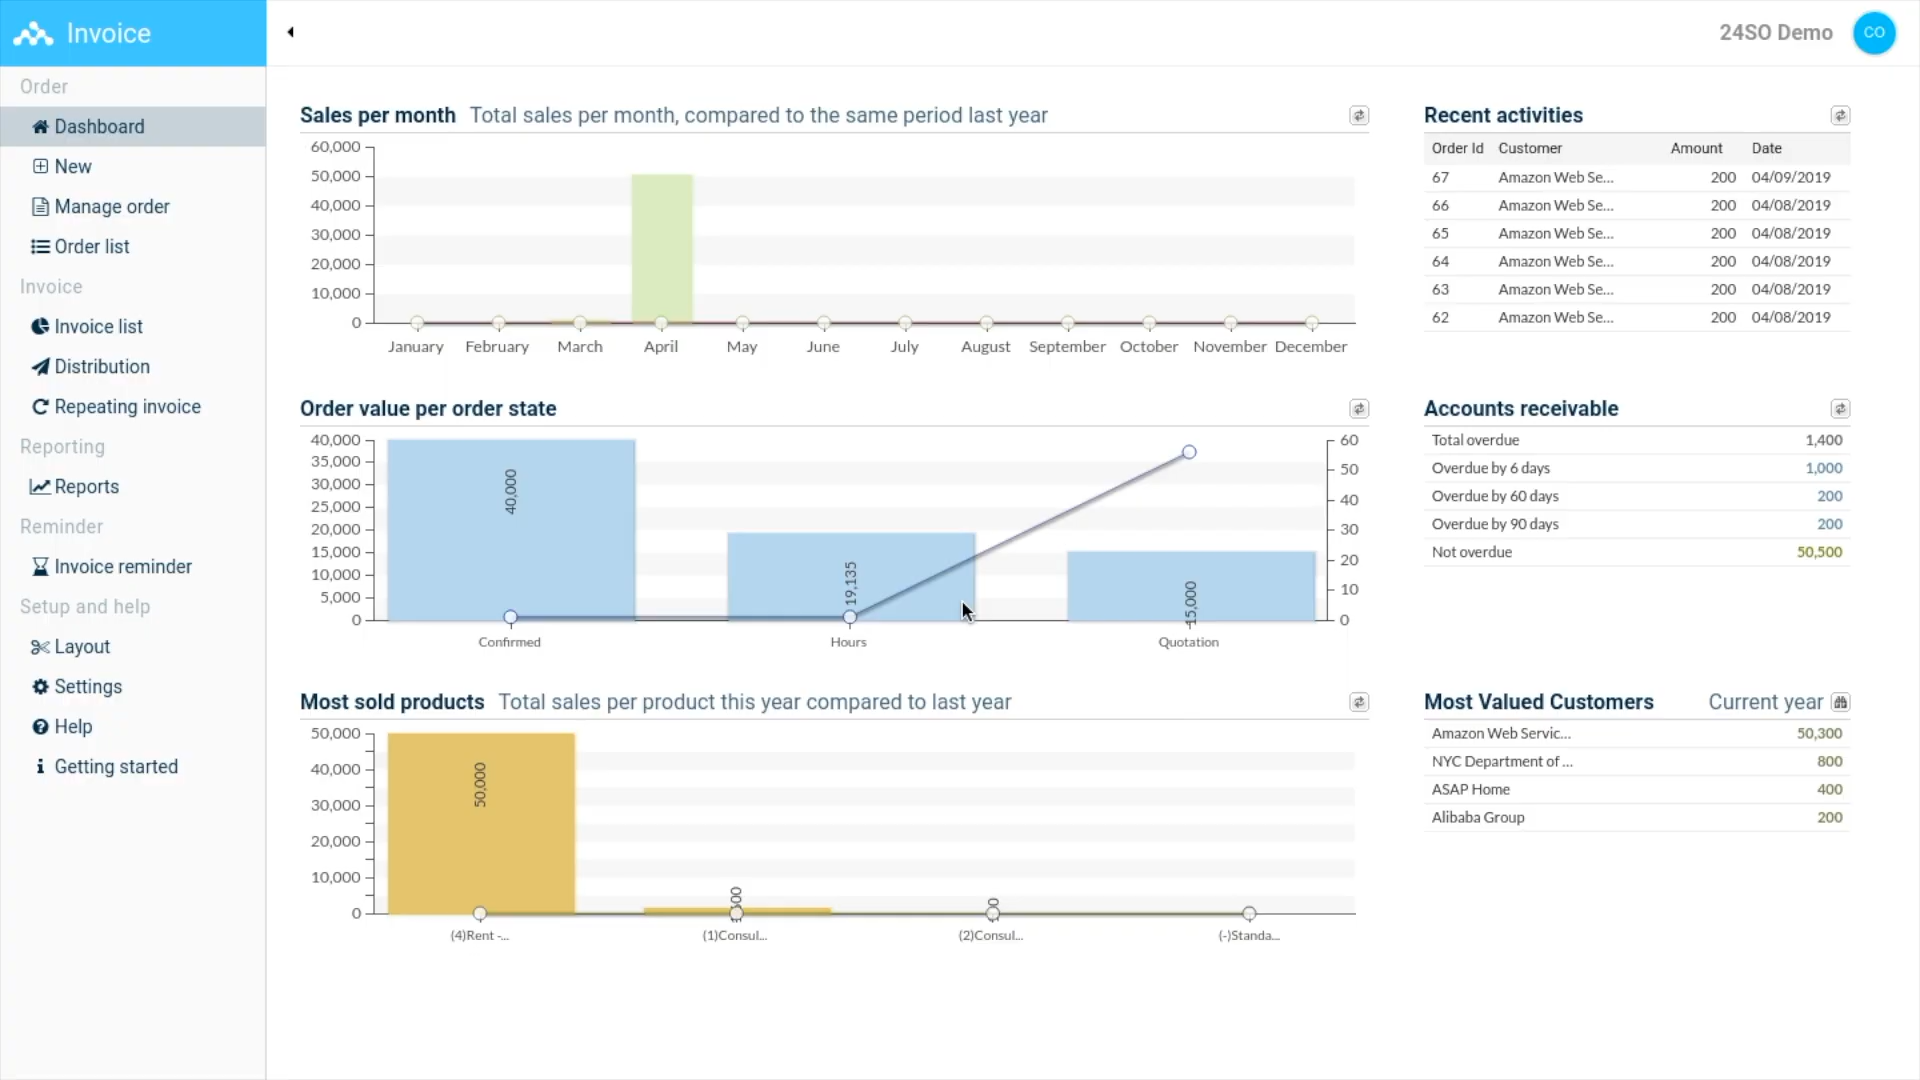 Invoice
24SO Demo
CO
Order
Dashboard
New
Manage order
Order list
Invoice
Invoice list
Distribution
Repeating invoice
Reporting
Reports
Reminder
Invoice reminder
Setup and help
Layout
Settings
Help
Getting started
Sales per month Total sales per month, compared to the same period last year
60,000
50,000
40,000
30,000
20,000
10,000
0
January February March April May June July August September October November December
Order value per order state
40,000
35,000
30,000
25,000
20,000
15,000
10,000
5,000
0
40,000
19,135
15,000
60
50
40
30
20
10
0
Confirmed Hours Quotation
Most sold products Total sales per product this year compared to last year
50,000
40,000
30,000
20,000
10,000
0
50,000
(4)Rent -... (1)Consul... (2)Consul... (-)Standa...
Recent activities
Order Id Customer Amount Date
67 Amazon Web Se... 200 04/09/2019
66 Amazon Web Se... 200 04/08/2019
65 Amazon Web Se... 200 04/08/2019
64 Amazon Web Se... 200 04/08/2019
63 Amazon Web Se... 200 04/08/2019
62 Amazon Web Se... 200 04/08/2019
Accounts receivable
Total overdue 1,400
Overdue by 6 days 1,000
Overdue by 60 days 200
Overdue by 90 days 200
Not overdue 50,500
Most Valued Customers Current year
Amazon Web Servic... 50,300
NYC Department of ... 800
ASAP Home 400
Alibaba Group 200